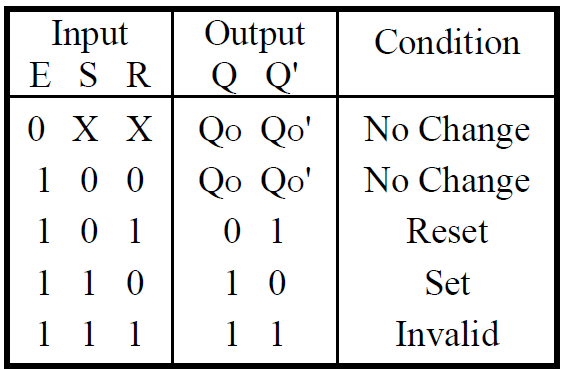 Input Output Condition
E S R Q Q'
0 X X Qo Qo' No Change
1 0 0 Qo Qo' No Change
1 0 1 0 1 Reset
1 1 0 1 0 Set
1 1 1 1 1 Invalid